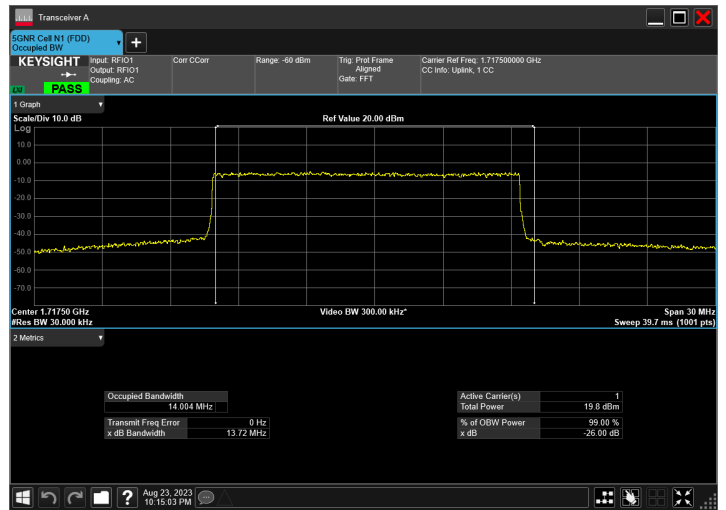 Transceiver A
5GNR Cell N1 (FDD)
Occupied BW
+
KEYSIGHT
Input: RFIO1
Output: RFIO1
Coupling: AC
Corr CCorr
Range: -60 dBm
Trig: Prot Frame
Aligned
Gate: FFT
Carrier Ref Freq: 1.717500000 GHz
CC Info: Uplink, 1 CC
LXI
PASS
1 Graph
Scale/Div 10.0 dB
Ref Value 20.00 dBm
Log
10.0
0.00
-10.0
-20.0
-30.0
-40.0
-50.0
-60.0
-70.0
Center 1.71750 GHz
Video BW 300.00 kHz*
Span 30 MHz
#Res BW 30.000 kHz
Sweep 39.7 ms (1001 pts)
2 Metrics
Occupied Bandwidth
14.004 MHz
Transmit Freq Error 0 Hz
x dB Bandwidth 13.72 MHz
Active Carrier(s) 1
Total Power 19.8 dBm
% of OBW Power 99.00 %
x dB -26.00 dB
?
Aug 23, 2023
10:15:03 PM